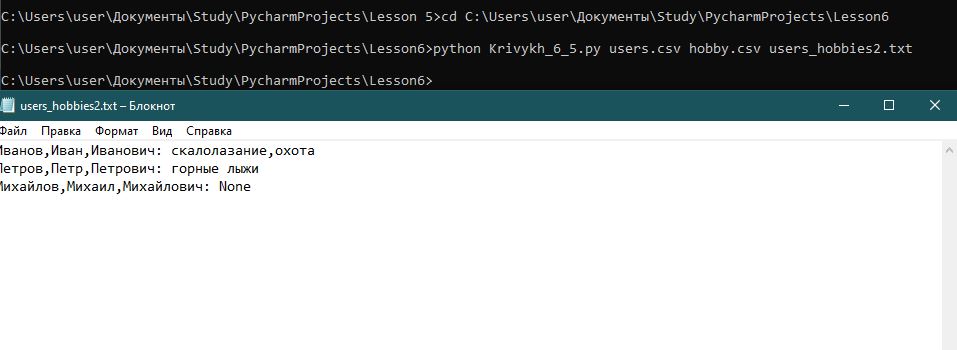 C:\Users\user\Документы\Study\PycharmProjects\Lesson 5>cd C:\Users\user\Документы\Study\PycharmProjects\Lesson6
C:\Users\user\Документы\Study\PycharmProjects\Lesson6>python Krivykh_6_5.py users.csv hobby.csv users_hobbies2.txt
C:\Users\user\Документы\Study\PycharmProjects\Lesson6>
users_hobbies2.txt – Блокнот
Файл Правка Формат Вид Справка
Иванов,Иван,Иванович: скалолазание,охота
Петров,Петр,Петрович: горные лыжи
Михайлов,Михаил,Михайлович: None